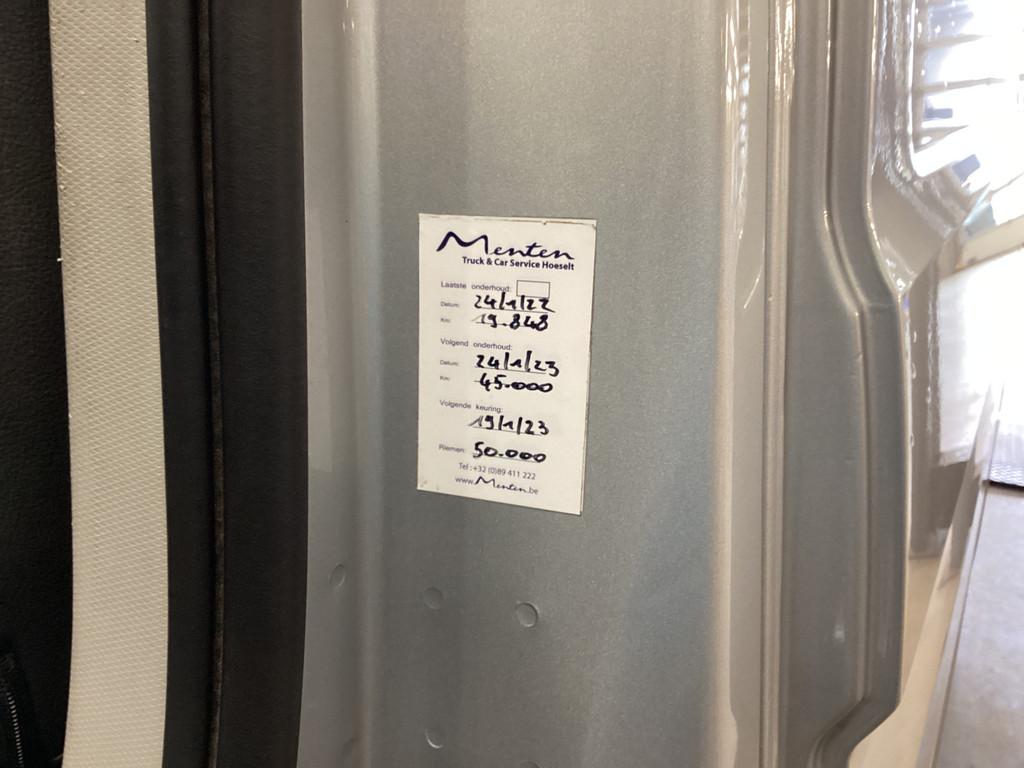 Menten
Truck & Car Service Hoeselt
Laatste onderhoud:
Datum: 24/1/22
Km: 19.848
Volgend onderhoud:
Datum: 24/1/23
Km: 45.000
Volgende keuring:
19/1/23
Riemen: 50.000
Tel :+32 (0)89 411 222
www.Menten.be